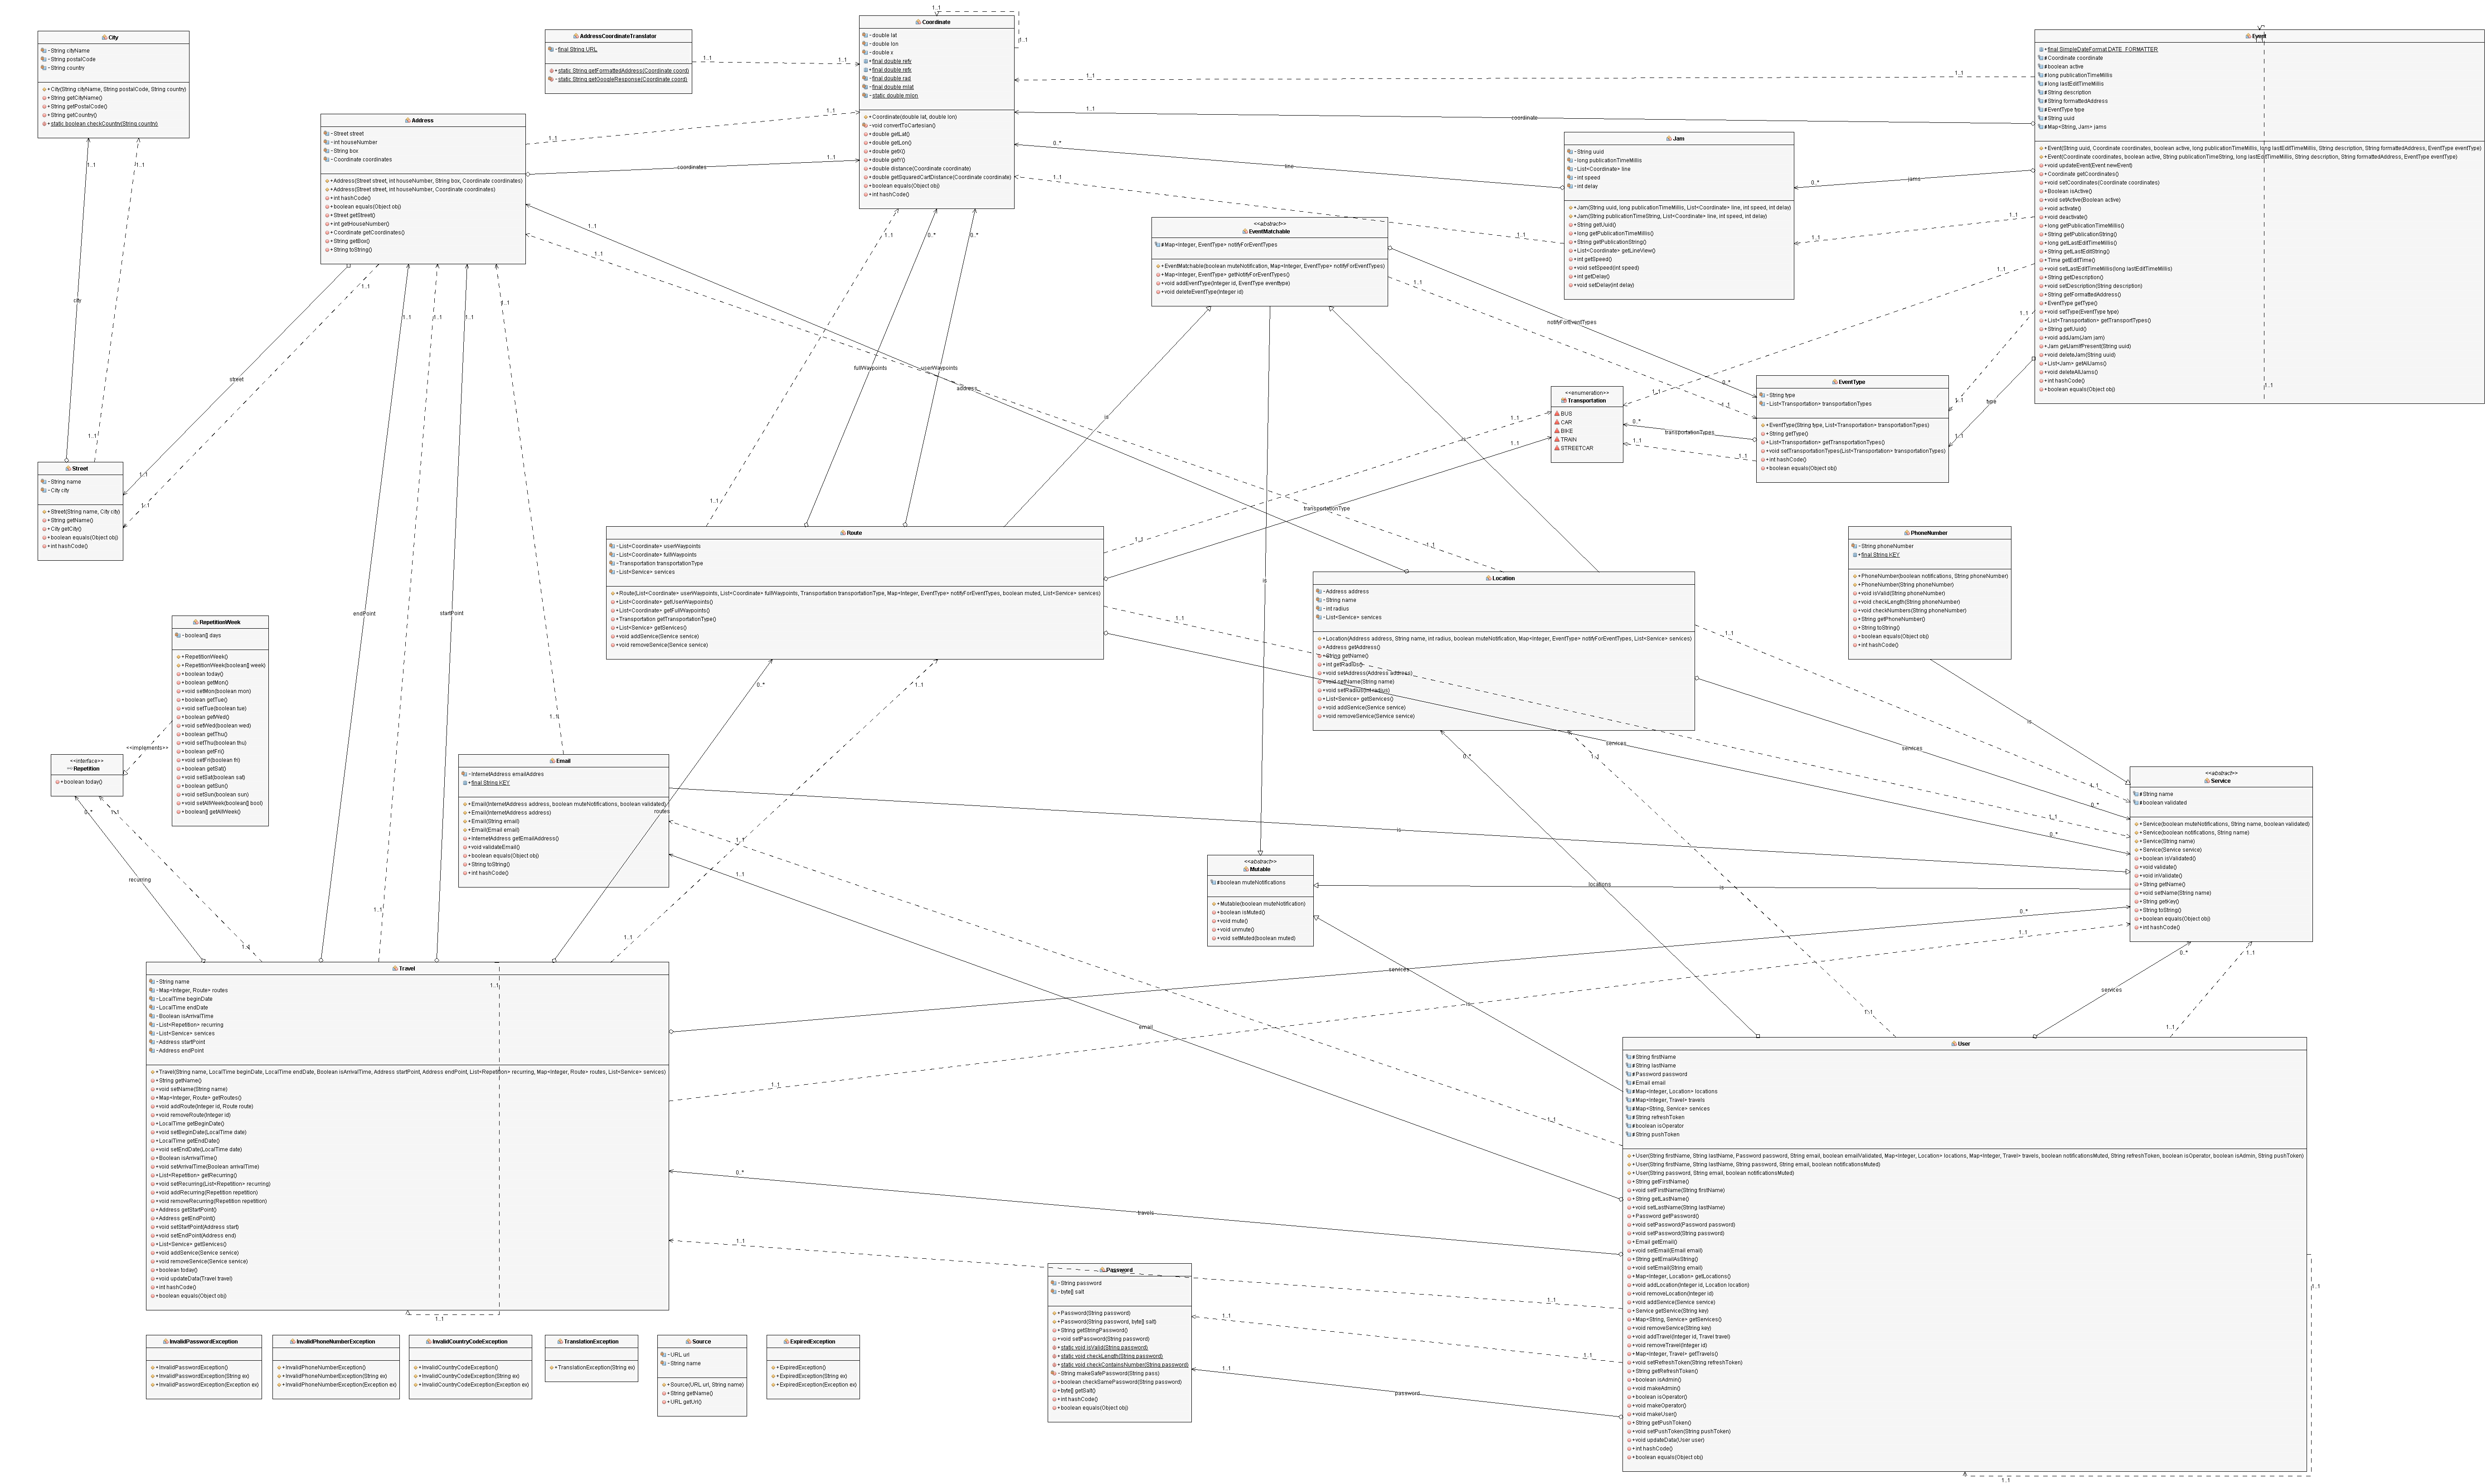 City
- String cityName
- String postalCode
- String country
+ City(String cityName, String postalCode, String country)
+ String getCityName()
+ String getPostalCode()
+ String getCountry()
+ static boolean checkCountry(String countrı)
AddressCoordinateTranslator
- final String URL
+ static String getFormattedAddress(Coordinate coord)
- static String getGoogleResponse(Coordinate coord)
Coordinate
- double lat
- double lon
- double x
+ final double refr
+ final double refx
- final double rad
- final double mlat
- static double mlon
+ Coordinate(double lat, double lon)
- void convertToCartesian()
+ double getLat()
+ double getLon()
+ double getX()
+ double getY()
+ double distance(Coordinate coordinate)
+ double getSquaredCartDistance(Coordinate coordinate)
+ boolean equals(Object obj)
+ int hashCode()
Event
+ final SimpleDateFormat DATE_FORMATTER
# Coordinate coordinate
# boolean active
# long publicationTimeMillis
# long lastEditTimeMillis
# String description
# String formattedAddress
# EventType type
# String uuid
# Map<String, Jam> jams
+ Event(String uuid, Coordinate coordinates, boolean active, long publicationTimeMillis, long lastEditTimeMillis, String description, String formattedAddress, EventType eventType)
+ Event(Coordinate coordinates, boolean active, String publicationTimeString, long lastEditTimeMillis, String description, String formattedAddress, EventType eventType)
+ void updateEvent(Event newEvent)
+ Coordinate getCoordinates()
+ void setCoordinates(Coordinate coordinates)
+ Boolean isActive()
+ void setActive(Boolean active)
+ void activate()
+ void deactivate()
+ long getPublicationTimeMillis()
+ String getPublicationString()
+ long getLastEditTimeMillis()
+ String getLastEditString()
+ Time getEditTime()
+ void setLastEditTimeMillis(long lastEditTimeMillis)
+ String getDescription()
+ void setDescription(String description)
+ String getFormattedAddress()
+ EventType getType()
+ void setType(EventType type)
+ List<Transportation> getTransportTypes()
+ String getUuid()
+ void addJam(Jam jam)
+ Jam getJamIfPresent(String uuid)
+ void deleteJam(String uuid)
+ List<Jam> getAllJams()
+ void deleteAllJams()
+ int hashCode()
+ boolean equals(Object obj)
Address
- Street street
- int houseNumber
- String box
- Coordinate coordinates
+ Address(Street street, int houseNumber, String box, Coordinate coordinates)
+ Address(Street street, int houseNumber, Coordinate coordinates)
+ int hashCode()
+ boolean equals(Object obj)
+ Street getStreet()
+ int getHouseNumber()
+ Coordinate getCoordinates()
+ String getBox()
+ String toString()
Jam
- String uuid
- long publicationTimeMillis
- List<Coordinate> line
- int speed
- int delay
+ Jam(String uuid, long publicationTimeMillis, List<Coordinate> line, int speed, int delay)
+ Jam(String publicationTimeString, List<Coordinate> line, int speed, int delay)
+ String getUuid()
+ long getPublicationTimeMillis()
+ String getPublicationString()
+ List<Coordinate> getLineView()
+ int getSpeed()
+ void setSpeed(int speed)
+ int getDelay()
+ void setDelay(int delay)
<<abstract>>
EventMatchable
# Map<Integer, EventType> notifyForEventTypes
+ EventMatchable(boolean muteNotification, Map<Integer, EventType> notifyForEventTypes)
+ Map<Integer, EventType> getNotifyForEventTypes()
+ void addEventType(Integer id, EventType eventtype)
+ void deleteEventType(Integer id)
<<enumeration>>
Transportation
BUS
CAR
BIKE
TRAIN
STREETCAR
EventType
- String type
- List<Transportation> transportationTypes
+ EventType(String type, List<Transportation> transportationTypes)
+ String getType()
+ List<Transportation> getTransportationTypes()
+ void setTransportationTypes(List<Transportation> transportationTypes)
+ int hashCode()
+ boolean equals(Object obj)
Street
- String name
- City city
+ Street(String name, City city)
+ String getName()
+ City getCity()
+ boolean equals(Object obj)
+ int hashCode()
Route
- List<Coordinate> userWaypoints
- List<Coordinate> fullWaypoints
- Transportation transportationType
- List<Service> services
+ Route(List<Coordinate> userWaypoints, List<Coordinate> fullWaypoints, Transportation transportationType, Map<Integer, EventType> notifyForEventTypes, boolean muted, List<Service> services)
+ List<Coordinate> getUserWaypoints()
+ List<Coordinate> getFullWaypoints()
+ Transportation getTransportationType()
+ List<Service> getServices()
+ void addService(Service service)
+ void removeService(Service service)
Location
- Address address
- String name
- int radius
- List<Service> services
+ Location(Address address, String name, int radius, boolean muteNotification, Map<Integer, EventType> notifyForEventTypes, List<Service> services)
+ Address getAddress()
+ String getName()
+ int getRadius()
+ void setAddress(Address address)
+ void setName(String name)
+ void setRadius(int radius)
+ List<Service> getServices()
+ void addService(Service service)
+ void removeService(Service service)
PhoneNumber
- String phoneNumber
+ final String KEY
+ PhoneNumber(boolean notifications, String phoneNumber)
+ PhoneNumber(String phoneNumber)
+ void isValid(String phoneNumber)
+ void checkLength(String phoneNumber)
+ void checkNumbers(String phoneNumber)
+ String getPhoneNumber()
+ String toString()
+ boolean equals(Object obj)
+ int hashCode()
RepetitionWeek
- boolean[] days
+ RepetitionWeek()
+ RepetitionWeek(boolean[] week)
+ boolean today()
+ boolean getMon()
+ void setMon(boolean mon)
+ boolean getTue()
+ void setTue(boolean tue)
+ boolean getWed()
+ void setWed(boolean wed)
+ boolean getThu()
+ void setThu(boolean thu)
+ boolean getFri()
+ void setFri(boolean fri)
+ boolean getSat()
+ void setSat(boolean sat)
+ boolean getSun()
+ void setSun(boolean sun)
+ void setAllWeek(boolean[] bool)
+ boolean[] getAllWeek()
<<implements>>
<<interface>>
Repetition
+ boolean today()
Email
- InternetAddress emailAddres
+ final String KEY
+ Email(InternetAddress address, boolean muteNotifications, boolean validated)
+ Email(InternetAddress address)
+ Email(String email)
+ Email(Email email)
+ InternetAddress getEmailAddress()
+ void validateEmail()
+ boolean equals(Object obj)
+ String toString()
+ int hashCode()
<<abstract>>
Mutable
# boolean muteNotifications
+ Mutable(boolean muteNotification)
+ boolean isMuted()
+ void mute()
+ void unmute()
+ void setMuted(boolean muted)
<<abstract>>
Service
# String name
# boolean validated
+ Service(boolean muteNotifications, String name, boolean validated)
+ Service(boolean notifications, String name)
+ Service(String name)
+ Service(Service service)
+ boolean isValidated()
+ void validate()
+ void inValidate()
+ String getName()
+ void setName(String name)
+ String getKey()
+ String toString()
+ boolean equals(Object obj)
+ int hashCode()
Travel
- String name
- Map<Integer, Route> routes
- LocalTime beginDate
- LocalTime endDate
- Boolean isArrivalTime
- List<Repetition> recurring
- List<Service> services
- Address startPoint
- Address endPoint
+ Travel(String name, LocalTime beginDate, LocalTime endDate, Boolean isArrivalTime, Address startPoint, Address endPoint, List<Repetition> recurring, Map<Integer, Route> routes, List<Service> services)
+ String getName()
+ void setName(String name)
+ Map<Integer, Route> getRoutes()
+ void addRoute(Integer id, Route route)
+ void removeRoute(Integer id)
+ LocalTime getBeginDate()
+ void setBeginDate(LocalTime date)
+ LocalTime getEndDate()
+ void setEndDate(LocalTime date)
+ Boolean isArrivalTime()
+ void setArrivalTime(Boolean arrivalTime)
+ List<Repetition> getRecurring()
+ void setRecurring(List<Repetition> recurring)
+ void addRecurring(Repetition repetition)
+ void removeRecurring(Repetition repetition)
+ Address getStartPoint()
+ Address getEndPoint()
+ void setStartPoint(Address start)
+ void setEndPoint(Address end)
+ List<Service> getServices()
+ void addService(Service service)
+ void removeService(Service service)
+ boolean today()
+ void updateData(Travel travel)
+ int hashCode()
+ boolean equals(Object obj)
User
# String firstName
# String lastName
# Password password
# Email email
# Map<Integer, Location> locations
# Map<Integer, Travel> travels
# Map<String, Service> services
# String refreshToken
# boolean isOperator
# String pushToken
+ User(String firstName, String lastName, Password password, String email, boolean emailValidated, Map<Integer, Location> locations, Map<Integer, Travel> travels, boolean notificationsMuted, String refreshToken, boolean isOperator, boolean isAdmin, String pushToken)
+ User(String firstName, String lastName, String password, String email, boolean notificationsMuted)
+ User(String password, String email, boolean notificationsMuted)
+ String getFirstName()
+ void setFirstName(String firstName)
+ String getLastName()
+ void setLastName(String lastName)
+ Password getPassword()
+ void setPassword(Password password)
+ void setPassword(String password)
+ Email getEmail()
+ void setEmail(Email email)
+ String getEmailAsString()
+ void setEmail(String email)
+ Map<Integer, Location> getLocations()
+ void addLocation(Integer id, Location location)
+ void removeLocation(Integer id)
+ void addService(Service service)
+ Service getService(String key)
+ Map<String, Service> getServices()
+ void removeService(String key)
+ void addTravel(Integer id, Travel travel)
+ void removeTravel(Integer id)
+ Map<Integer, Travel> getTravels()
+ void setRefreshToken(String refreshToken)
+ String getRefreshToken()
+ boolean isAdmin()
+ void makeAdmin()
+ boolean isOperator()
+ void makeOperator()
+ void makeUser()
+ String getPushToken()
+ void setPushToken(String pushToken)
+ void updateData(User user)
+ int hashCode()
+ boolean equals(Object obj)
Password
- String password
- byte[] salt
+ Password(String password)
+ Password(String password, byte[] salt)
+ String getStringPassword()
+ void setPassword(String password)
+ static void isValid(String password)
+ static void checkLength(String password)
+ static void checkContainsNumber(String password)
- String makeSafePassword(String pass)
+ boolean checkSamePassword(String password)
+ byte[] getSalt()
+ int hashCode()
+ boolean equals(Object obj)
InvalidPasswordException
+ InvalidPasswordException()
+ InvalidPasswordException(String ex)
+ InvalidPasswordException(Exception ex)
InvalidPhoneNumberException
+ InvalidPhoneNumberException()
+ InvalidPhoneNumberException(String ex)
+ InvalidPhoneNumberException(Exception ex)
InvalidCountryCodeException
+ InvalidCountryCodeException()
+ InvalidCountryCodeException(String ex)
+ InvalidCountryCodeException(Exception ex)
TranslationException
+ TranslationException(String ex)
Source
- URL url
- String name
+ Source(URL url, String name)
+ String getName()
+ URL getUrl()
ExpiredException
+ ExpiredException()
+ ExpiredException(String ex)
+ ExpiredException(Exception ex)
coordinate
coordinates
line
jams
city
street
fullWaypoints
userWaypoints
address
notifyForEventTypes
transportationTypes
type
transportationType
is
endPoint
startPoint
routes
recurring
services
locations
email
travels
password
1..1
0..*